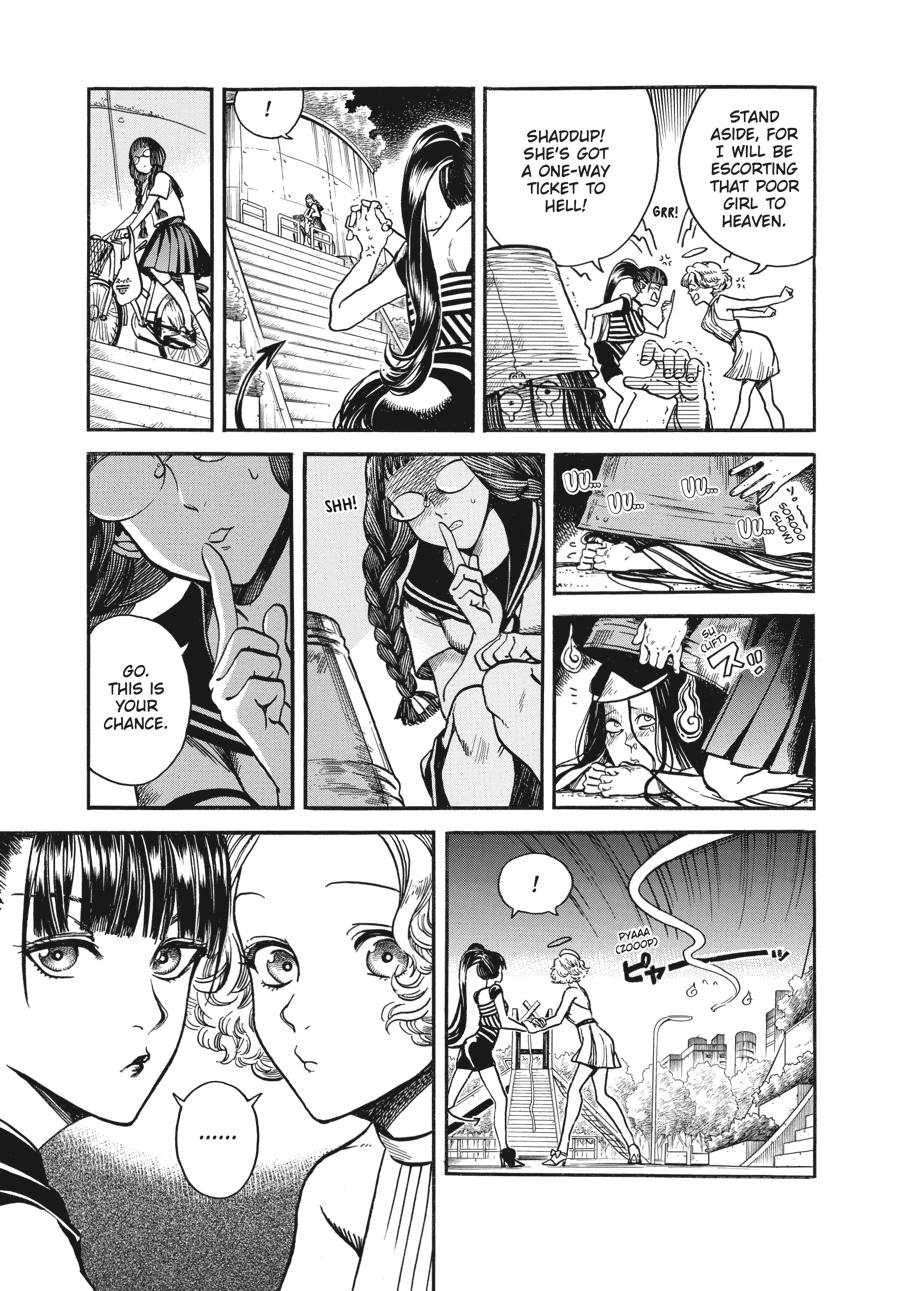 STAND
ASIDE, FOR
I WILL BE
ESCORTING
THAT POOR
GIRL TO
HEAVEN.
SHADDUP!
SHE'S GOT
A ONE-WAY
TICKET TO
HELL!
GRR!
!
UU...
UU...
UU...
UU...
SOROOO
(SLOW)
SU
(LIFT)
ス!!
SHH!
GO.
THIS IS
YOUR
CHANCE.
!
PYAAA
(ZOOOP)
ピャーーッ
......